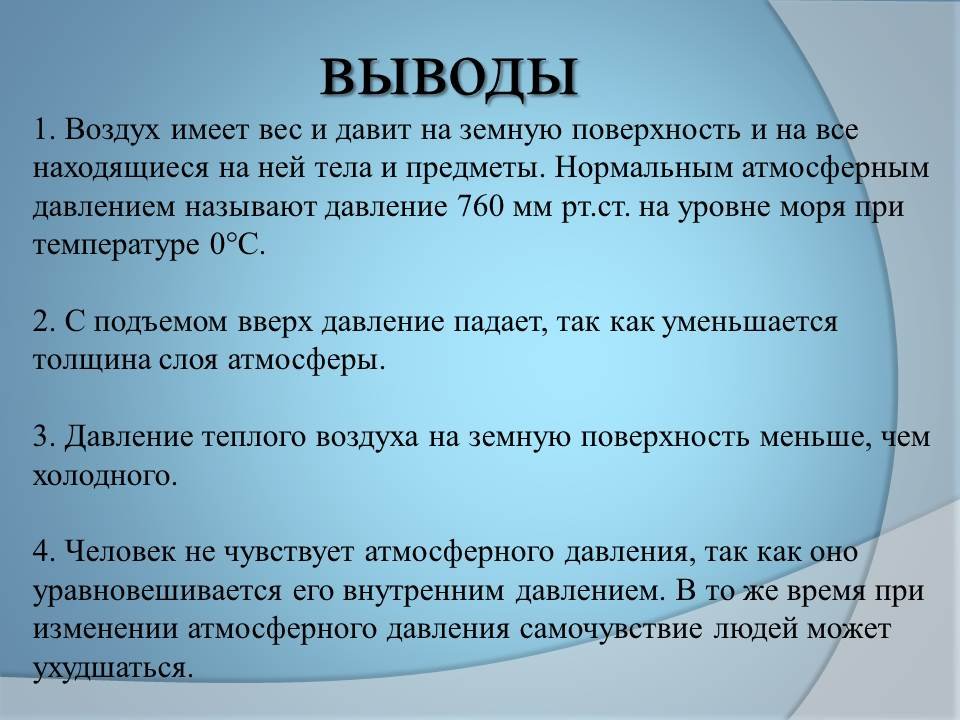 выводы
1. Воздух имеет вес и давит на земную поверхность и на все
находящиеся на ней тела и предметы. Нормальным атмосферным
давлением называют давление 760 мм рт.ст. на уровне моря при
температуре 0°С.
2. С подъемом вверх давление падает, так как уменьшается
толщина слоя атмосферы.
3. Давление теплого воздуха на земную поверхность меньше, чем
холодного.
4. Человек не чувствует атмосферного давления, так как оно
уравновешивается его внутренним давлением. В то же время при
изменении атмосферного давления самочувствие людей может
ухудшаться.